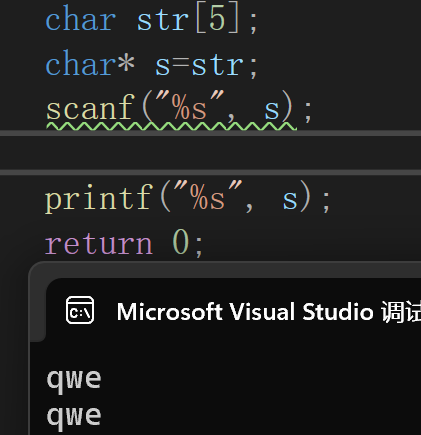 char str[5];
char* s=str;
scanf("%s", s);
printf("%s", s);
return 0;
Microsoft Visual Studio 调试
qwe
qwe